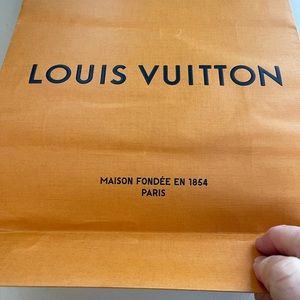 LOUIS VUITTON
MAISON FONDÉE EN 1854
PARIS